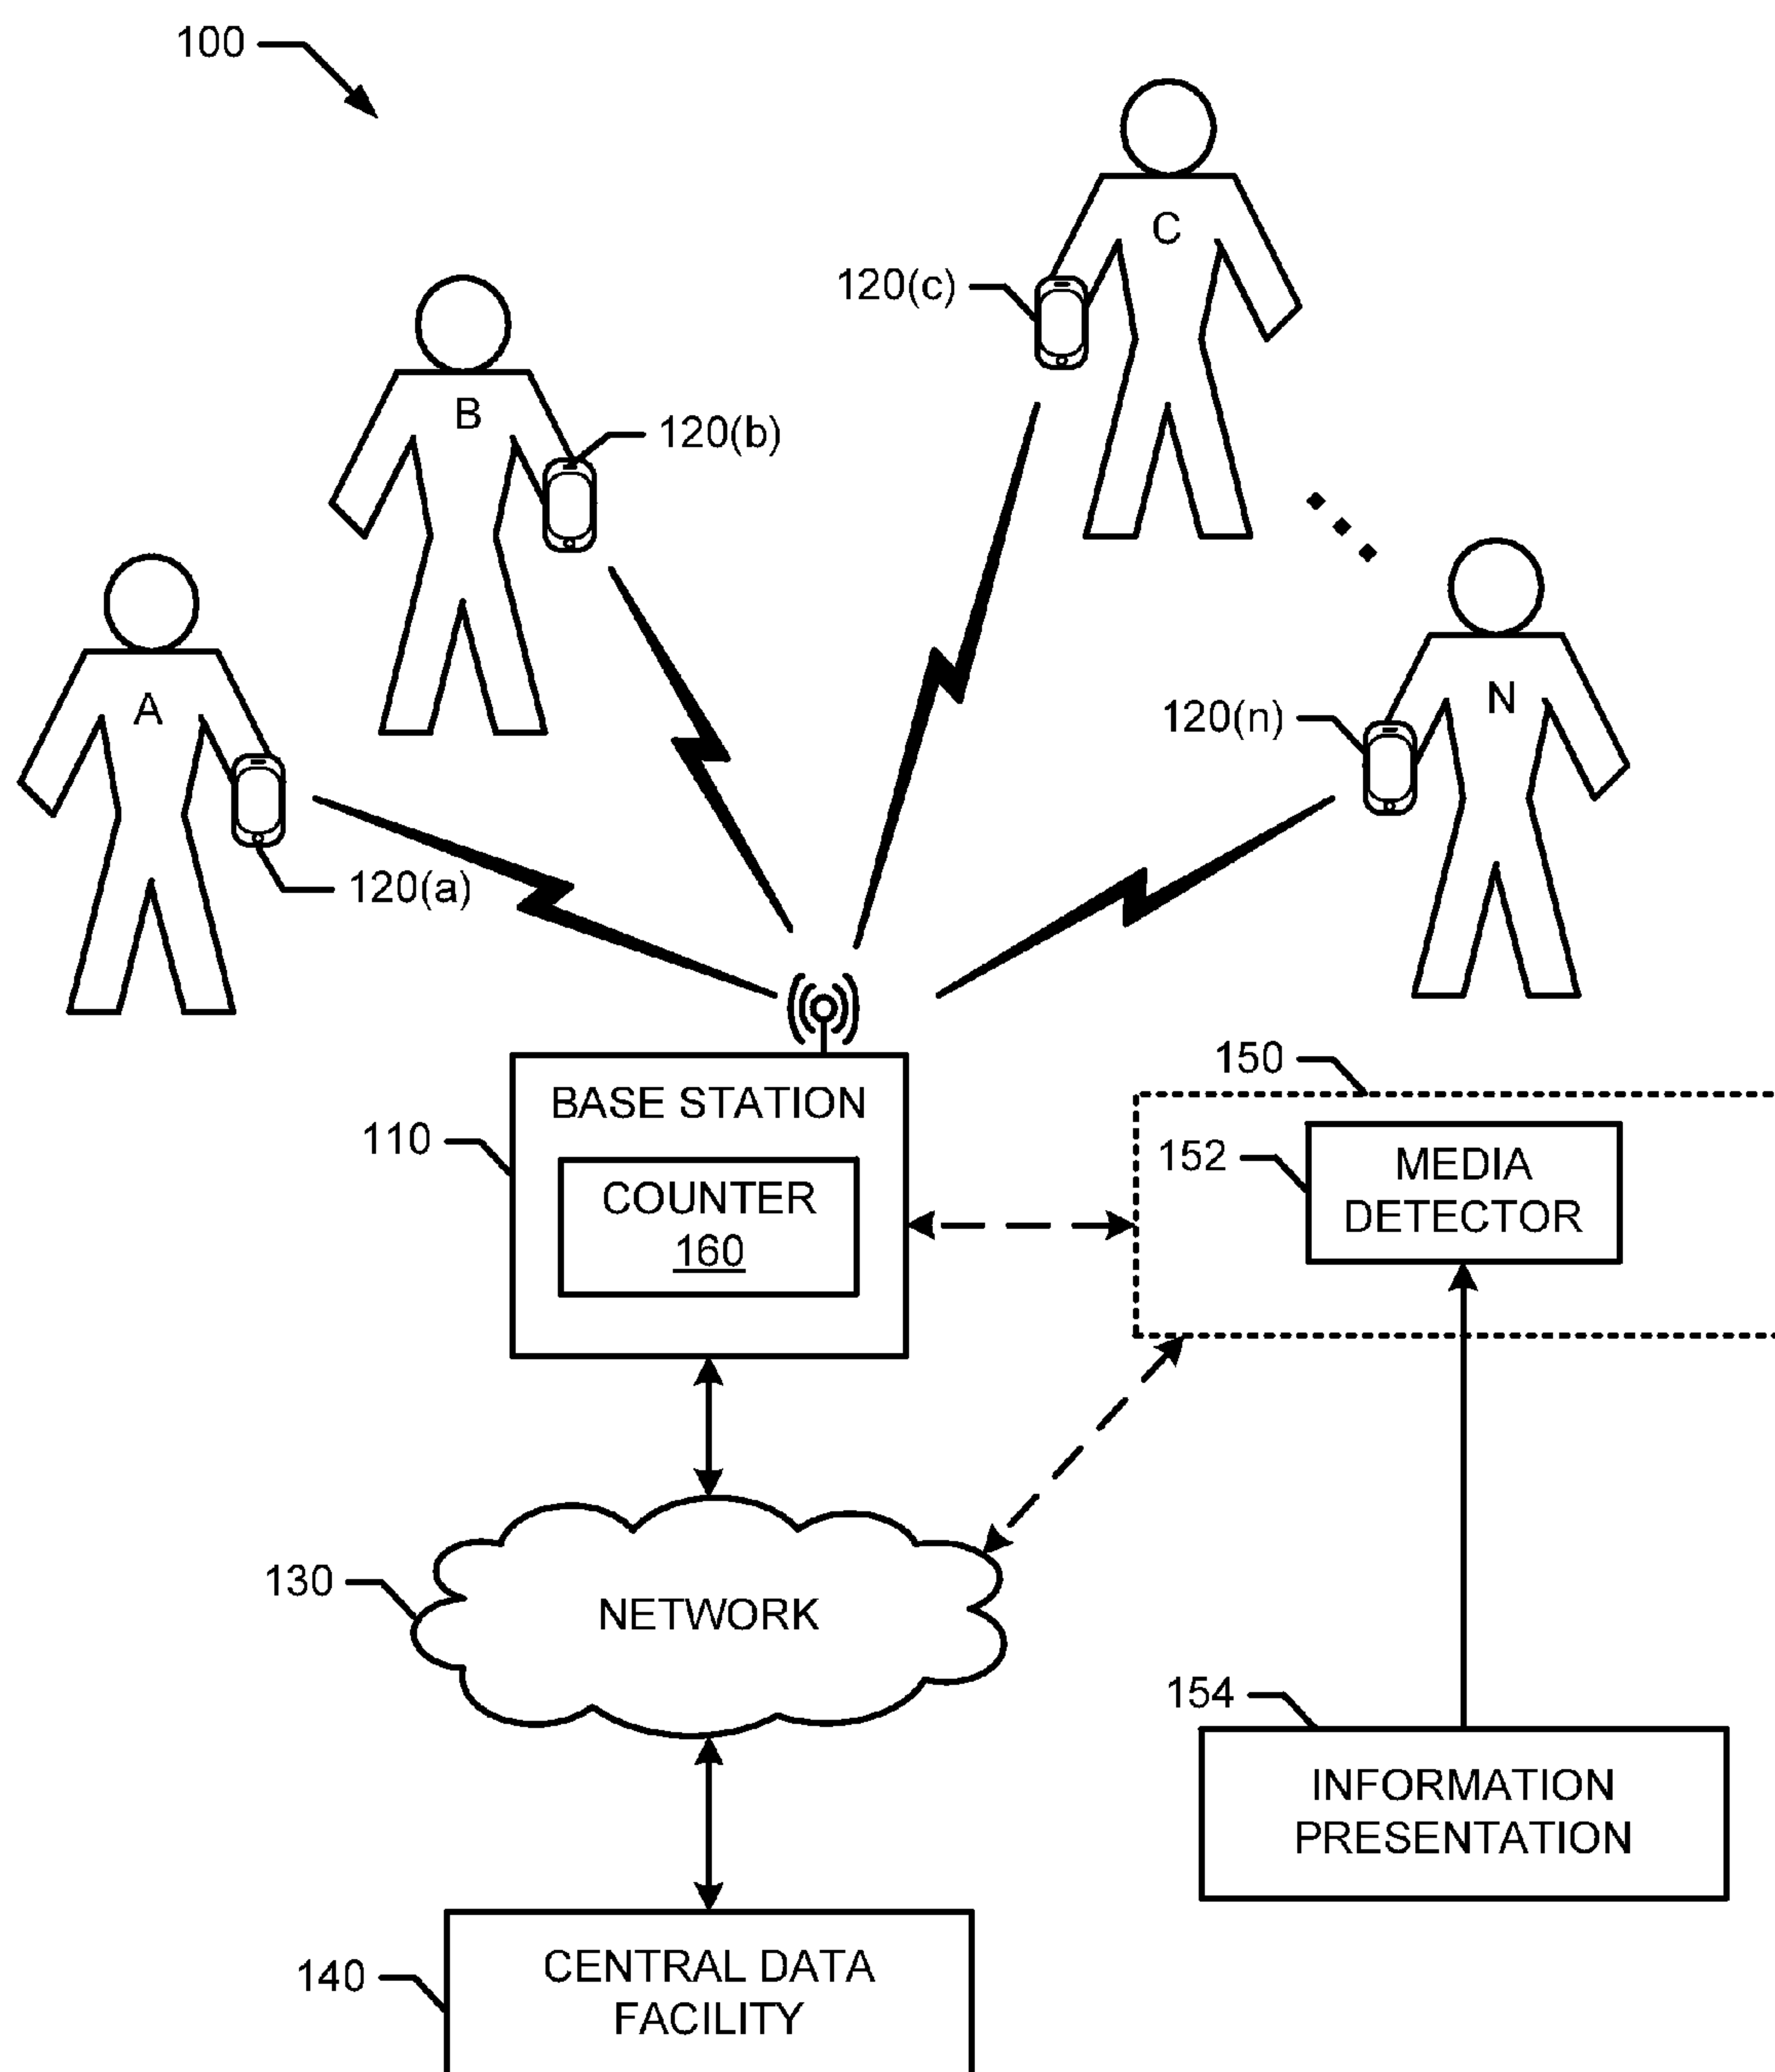 100
C
120(c)
B
120(b)
A
N
120(n)
120(a)
150
BASE STATION
110
152
MEDIA
DETECTOR
COUNTER
160
130
NETWORK
154
INFORMATION
PRESENTATION
140
CENTRAL DATA
FACILITY